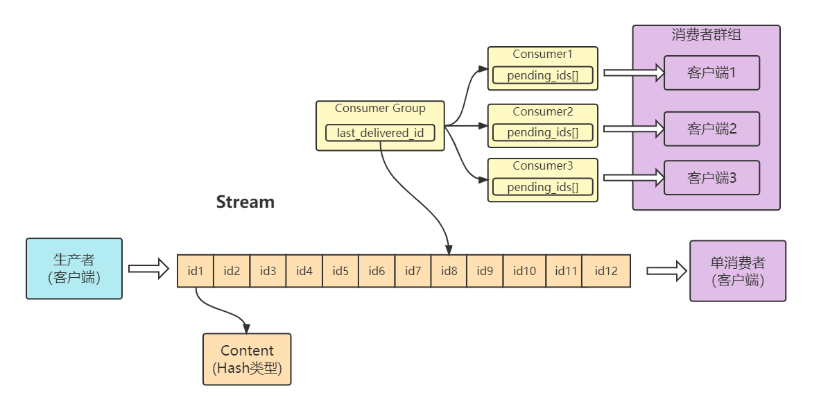 消费者群组
Consumer1
pending_ids[]
客户端1
Consumer Group
last_delivered_id
Consumer2
pending_ids[]
客户端2
Consumer3
pending_ids[]
客户端3
Stream
生产者
(客户端)
id1 id2 id3 id4 id5 id6 id7 id8 id9 id10 id11 id12
单消费者
(客户端)
Content
(Hash类型)